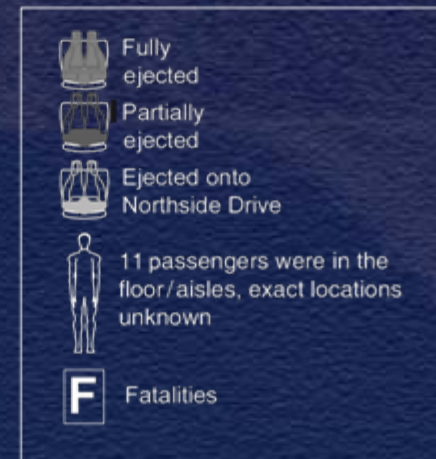 Fully
ejected
Partially
ejected
Ejected onto
Northside Drive
11 passengers were in the
floor/aisles, exact locations
unknown
F Fatalities